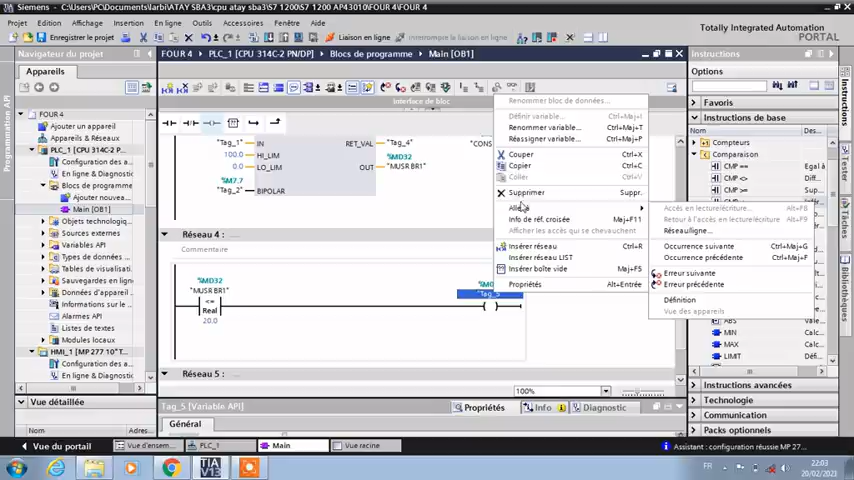 Siemens - C:\Users\PC\Documents\larbi\ATAY SBA3\cpu atay sba3\S7 1200\S7 1200 AP43010\FOUR 4\FOUR 4
Projet Edition Affichage Insertion En ligne Outils Accessoires Fenêtre Aide
Totally Integrated Automation
PORTAL
Enregistrer le projet
Liaison en ligne
Interrompre la liaison en ligne
Navigateur du projet
FOUR 4 PLC_1 [CPU 314C-2 PN/DP] Blocs de programme Main [OB1]
Instructions
Appareils
Options
Programmation API
FOUR 4
Ajouter un appareil
Appareils & Réseaux
PLC_1 [CPU 314C-2 PN/...
Configuration des a...
En ligne & Diagnostic
Blocs de programme
Ajouter nouveau...
Main [OB1]
Objets technologiq...
Sources externes
Variables API
Types de données ...
Sauvegardes en ligne
Données d'appareil ...
Informations sur le ...
Alarmes API
Listes de textes
Modules locaux
HMI_1 [MP 277 10" T...
Configuration des a...
En ligne & Diagnostic
Vue détaillée
Nom
Adres...
Interface de bloc
"Tag_1"
IN
RET_VAL
"Tag_4"
"CONS
100.0
HI_LIM
%MD32
0.0
LO_LIM
OUT
"MUSR BR1"
%M7.7
"Tag_2"
BIPOLAR
Réseau 4 :
Commentaire
%MD32
"MUSR BR1"
<=
Real
20.0
%M0
"Tag_5
Réseau 5 :
100%
Renommer bloc de données...
Définir variable... Ctrl+Maj+I
Renommer variable... Ctrl+Maj+T
Réassigner variable... Ctrl+Maj+P
Couper Ctrl+X
Copier Ctrl+C
Coller Ctrl+V
Supprimer Suppr.
Info de réf. croisée Maj+F11
Afficher les accès qui se chevauchent
Insérer réseau Ctrl+R
Insérer réseau LIST
Insérer boîte vide Maj+F5
Propriétés Alt+Entrée
Accès en lecture/écriture... Alt+F8
Retour à l'accès en lecture/écriture Alt+F9
Réseau/ligne...
Occurrence suivante Ctrl+Maj+G
Occurrence précédente Ctrl+Maj+F
Erreur suivante
Erreur précédente
Définition
Vue des appareils
Favoris
Instructions de base
Nom
Des...
Compteurs
Comparaison
CMP == Egal à
CMP <> Différ
CMP >= Supér
ABS
MIN
MAX
LIMIT
Instructions avancées
Technologie
Communication
Packs optionnels
Tester
Tâches
Bibliothèques
Tag_5 [Variable API]
Propriétés
Info
Diagnostic
Général
Vue du portail
Vue d'ensem...
PLC_1
Main
Vue racine
Assistant : configuration réussie MP 27...
TIA
V13
FR
22:03
20/02/2023